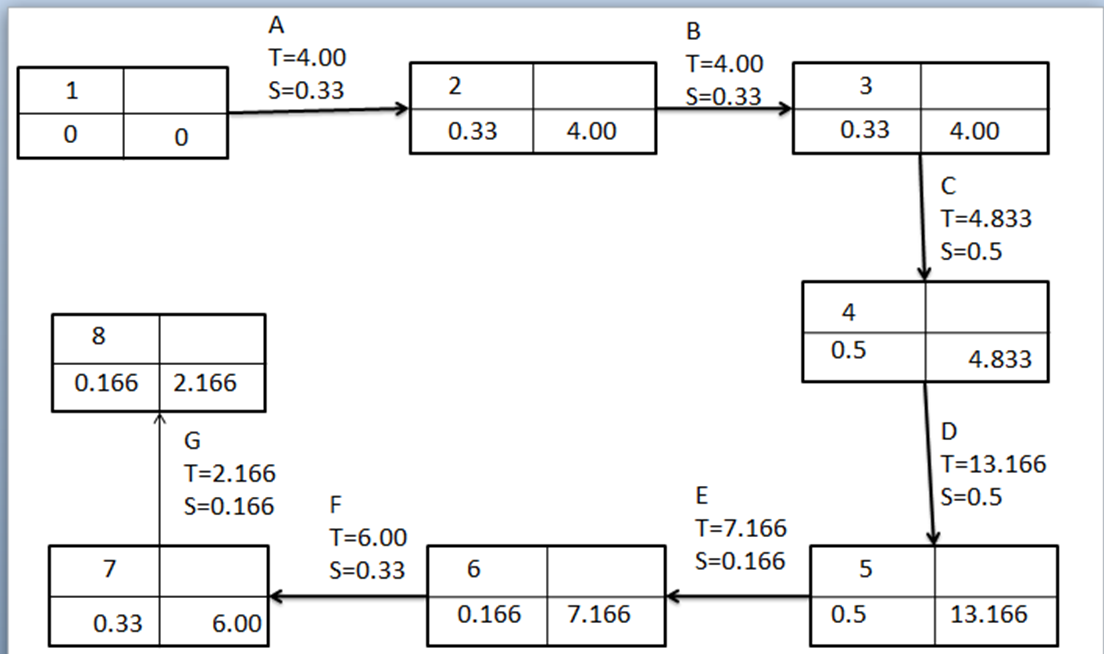 A
T=4.00
S=0.33
B
T=4.00
S=0.33
1
0 0
2
0.33 4.00
3
0.33 4.00
C
T=4.833
S=0.5
4
0.5 4.833
D
T=13.166
S=0.5
5
0.5 13.166
E
T=7.166
S=0.166
6
0.166 7.166
F
T=6.00
S=0.33
7
0.33 6.00
G
T=2.166
S=0.166
8
0.166 2.166